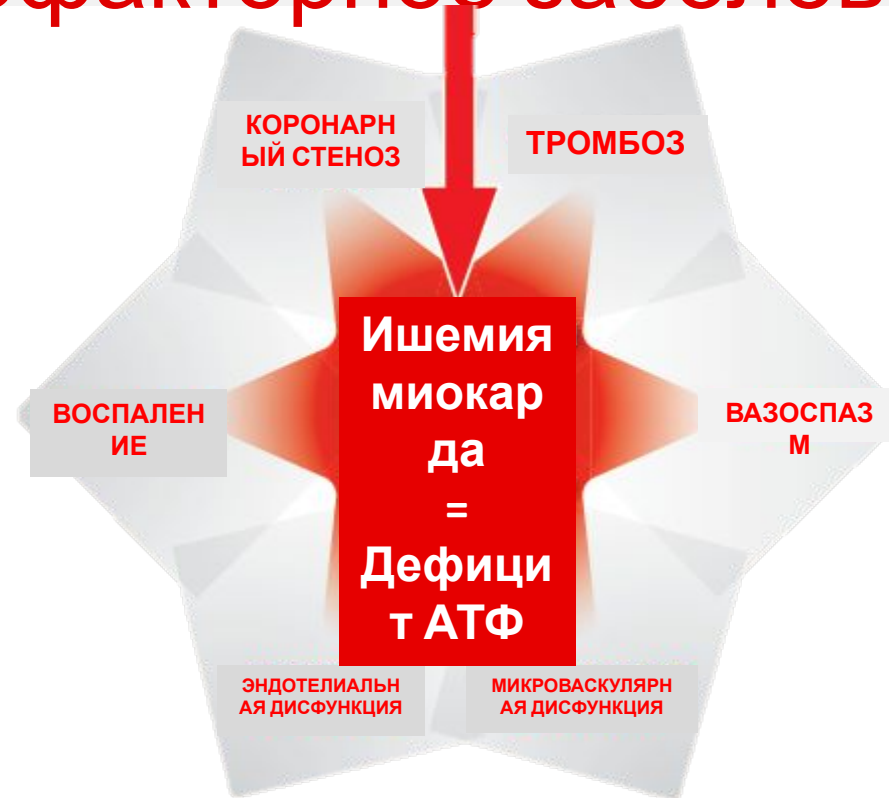 КОРОНАРН
ЫЙ СТЕНОЗ
ТРОМБОЗ
Ишемия
миокар
да
=
Дефици
т АТФ
ВОСПАЛЕН
ИЕ
ВАЗОСПАЗ
М
ЭНДОТЕЛИАЛЬН
АЯ ДИСФУНКЦИЯ
МИКРОВАСКУЛЯРН
АЯ ДИСФУНКЦИЯ